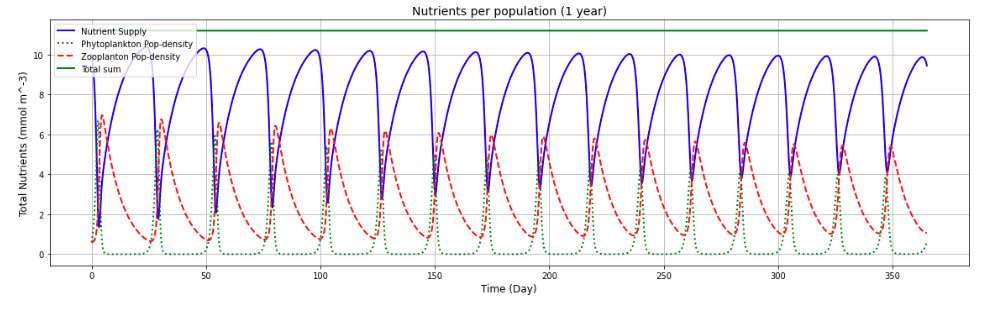 Nutrients per population (1 year)
Total Nutrients (mmol m^-3)
Nutrient Supply
Phytoplankton Pop-density
Zooplankton Pop-density
Total sum
10
8
6
4
2
0
0 50 100 150 200 250 300 350
Time (Day)